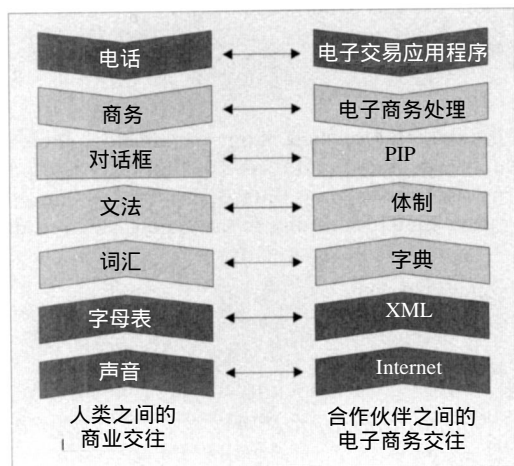 电话 电子交易应用程序
商务 电子商务处理
对话框 PIP
文法 体制
词汇 字典
字母表 XML
声音 Internet
人类之间的 合作伙伴之间的
商业交往 电子商务交往